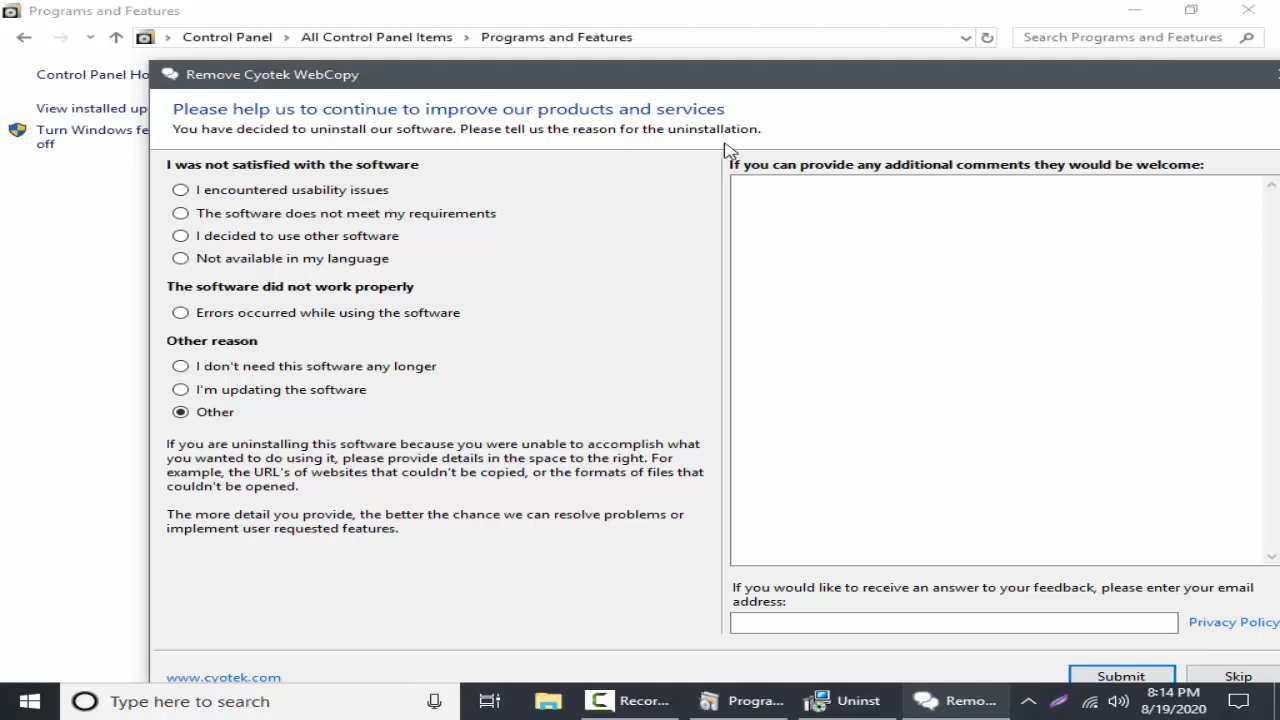 Programs and Features
Control Panel
All Control Panel Items
Programs and Features
Search Programs and Features
Control Panel Ho
View installed up
Turn Windows fe
off
Remove Cyotek WebCopy
Please help us to continue to improve our products and services
You have decided to uninstall our software. Please tell us the reason for the uninstallation.
I was not satisfied with the software
I encountered usability issues
The software does not meet my requirements
I decided to use other software
Not available in my language
The software did not work properly
Errors occurred while using the software
Other reason
I don't need this software any longer
I'm updating the software
Other
If you are uninstalling this software because you were unable to accomplish what
you wanted to do using it, please provide details in the space to the right. For
example, the URL's of websites that couldn't be copied, or the formats of files that
couldn't be opened.
The more detail you provide, the better the chance we can resolve problems or
implement user requested features.
If you can provide any additional comments they would be welcome:
If you would like to receive an answer to your feedback, please enter your email
address:
Privacy Policy
www.cyotek.com
Submit
Skip
Type here to search
Recor...
Progra...
Uninst
Remo...
8:14 PM
8/19/2020